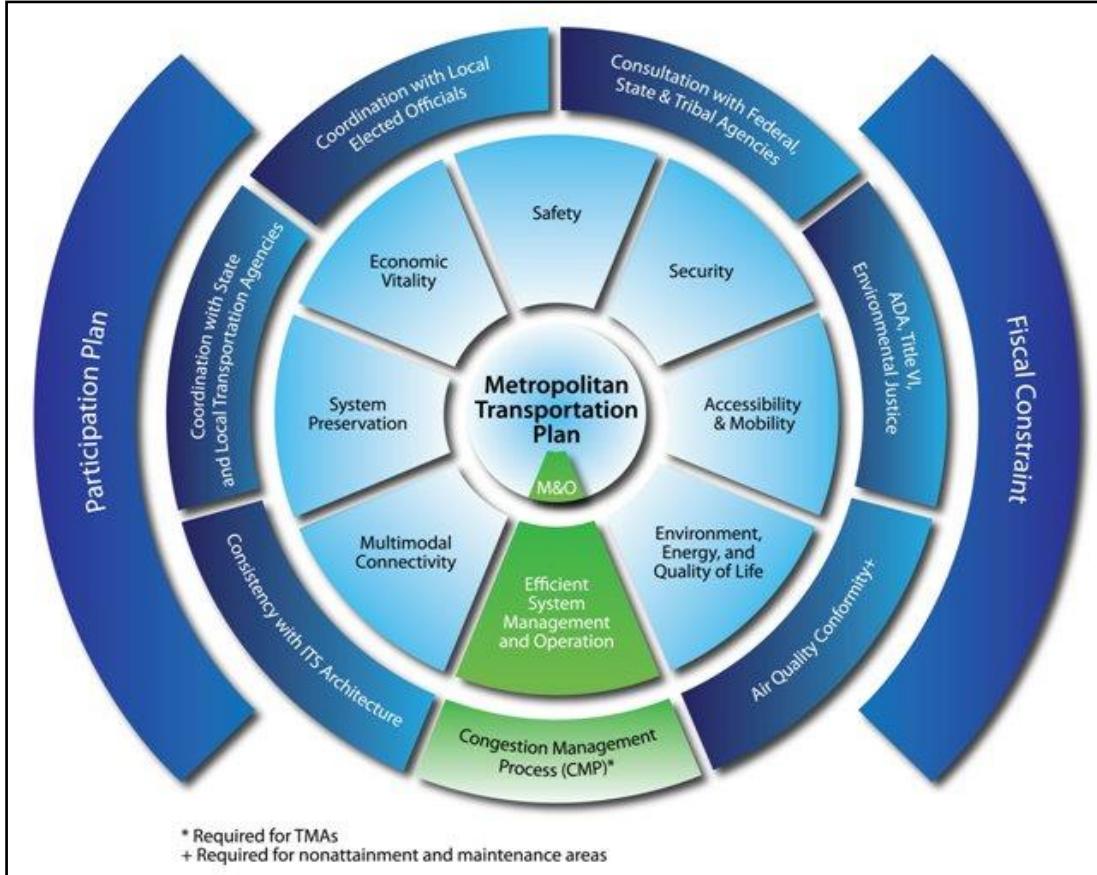 Participation Plan
Coordination with Local
Elected Officials
Consultation with Federal,
State & Tribal Agencies
Coordination with State
and Local Transportation Agencies
ADA, Title VI,
Environmental Justice
Fiscal Constraint
Consistency with ITS Architecture
Air Quality Conformity+
Congestion Management
Process (CMP)*
Safety
Economic
Vitality
Security
System
Preservation
Accessibility
& Mobility
Multimodal
Connectivity
Environment,
Energy, and
Quality of Life
Efficient
System
Management
and Operation
Metropolitan
Transportation
Plan
M&O
* Required for TMAs
+ Required for nonattainment and maintenance areas